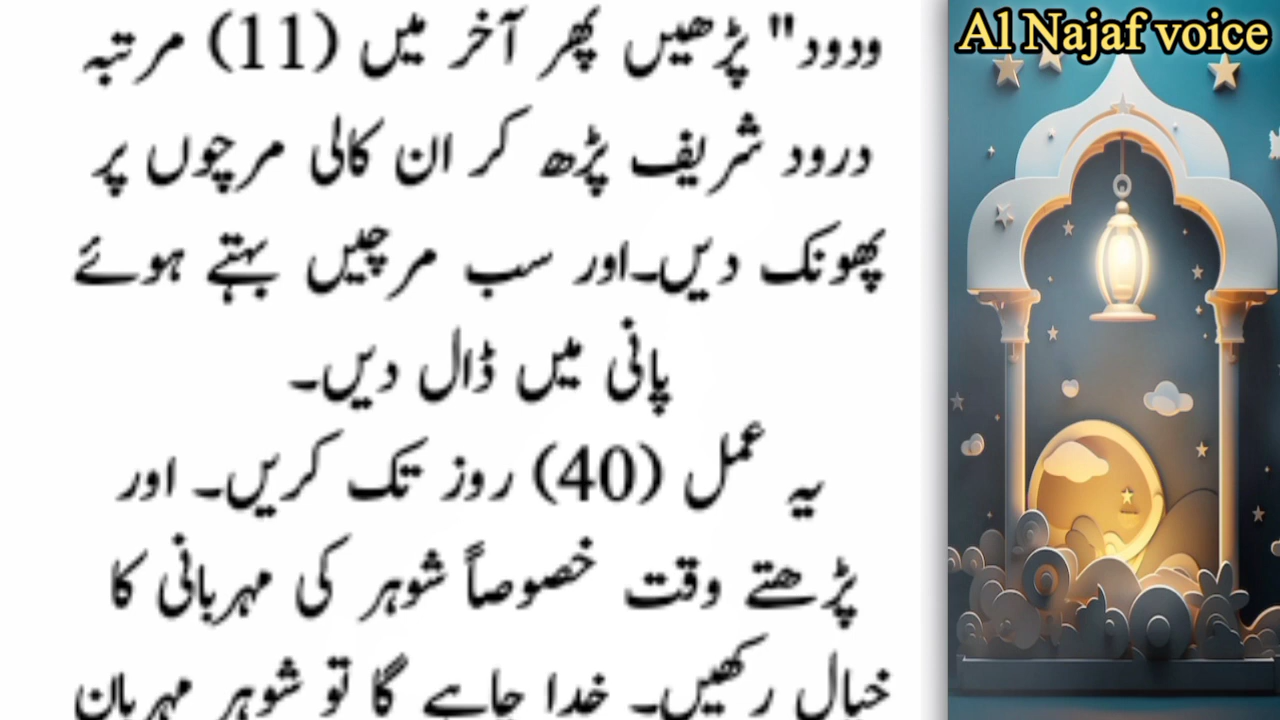 ودود" پڑھیں پھر آخر میں (11) مرتبہ
درود شریف پڑھ کر ان کالی مرچوں پر
پھونک دیں۔اور سب مرچیں بہتے ہوئے
پانی میں ڈال دیں۔
یہ عمل (40) روز تک کریں۔ اور
پڑھتے وقت خصوصاً شوہر کی مہربانی کا
خیال رکھیں۔ خدا چاہے گا تو شوہر مہربان
Al Najaf voice